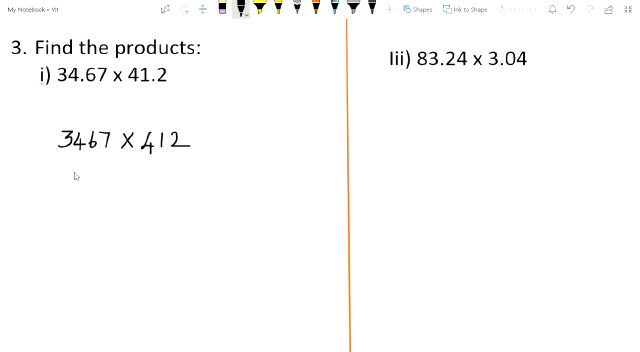 My Notebook • VII
Shapes
Ink to Shape
3. Find the products:
i) 34.67 x 41.2
3467 X 412
Iii) 83.24 x 3.04